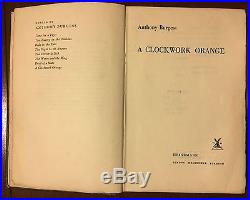 NOVELS BY
ANTHONY BURGESS
Time for a Tiger
The Enemy in the Blanket
Beds in the East
The Right to an Answer
The Doctor is Sick
The Worm and the Ring
Devil of a State
A Clockwork Orange
Anthony Burgess
A CLOCKWORK ORANGE
HEINEMANN
LONDON MELBOURNE TORONTO